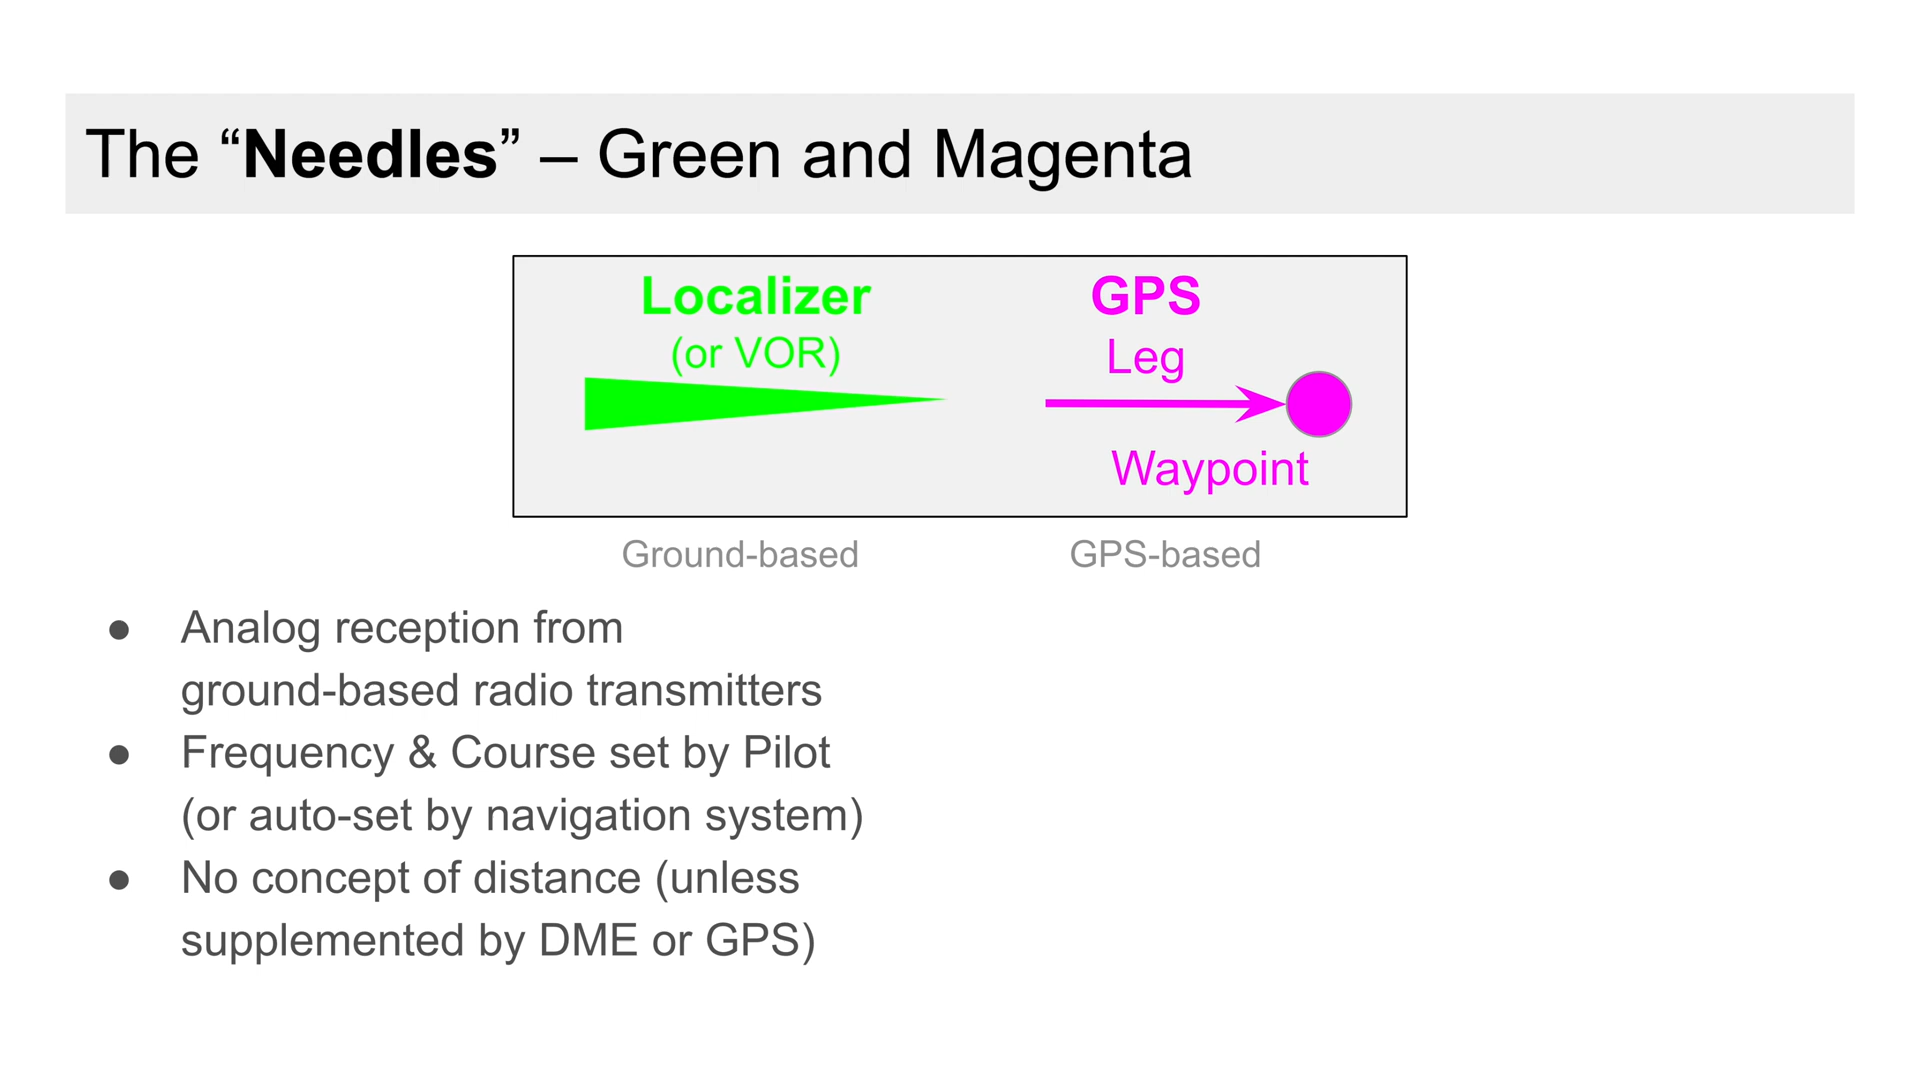 The “Needles” – Green and Magenta
Localizer
(or VOR)
GPS
Leg
Waypoint
Ground-based
GPS-based
● Analog reception from
ground-based radio transmitters
● Frequency & Course set by Pilot
(or auto-set by navigation system)
● No concept of distance (unless
supplemented by DME or GPS)